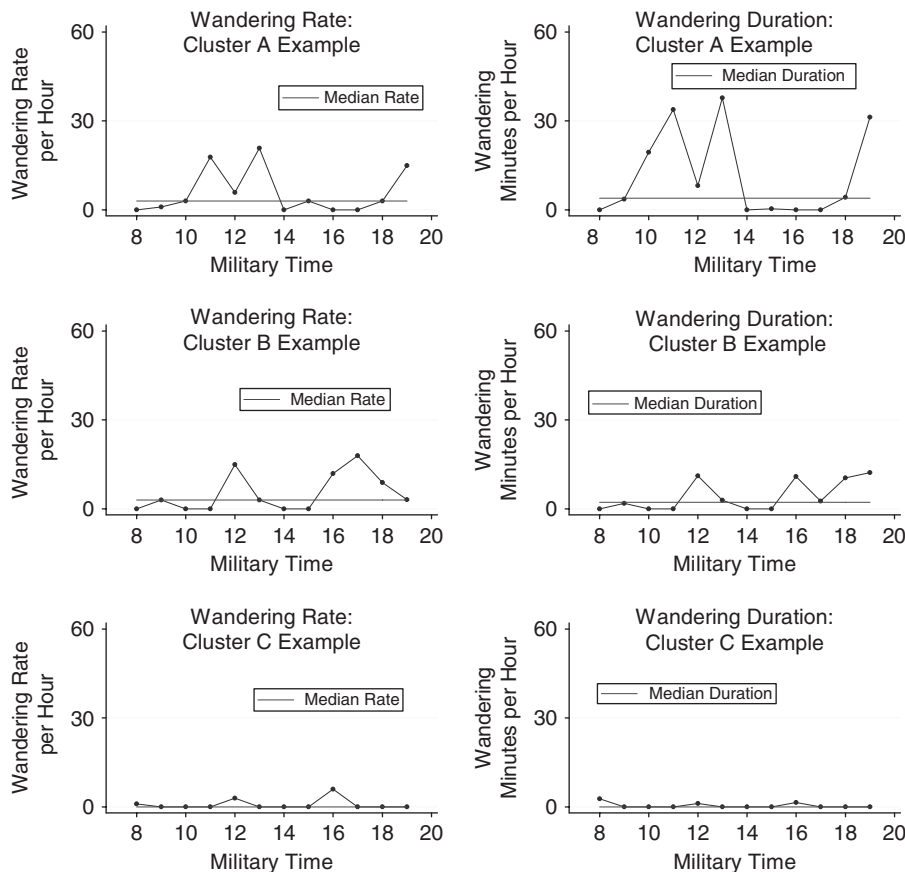 Wandering Rate:
Cluster A Example
Wandering Rate
per Hour
60
30
0
Median Rate
8 10 12 14 16 18 20
Military Time
Wandering Duration:
Cluster A Example
Wandering
Minutes per Hour
60
30
0
Median Duration
8 10 12 14 16 18 20
Military Time
Wandering Rate:
Cluster B Example
Wandering Rate
per Hour
60
30
0
Median Rate
8 10 12 14 16 18 20
Military Time
Wandering Duration:
Cluster B Example
Wandering
Minutes per Hour
60
30
0
Median Duration
8 10 12 14 16 18 20
Military Time
Wandering Rate:
Cluster C Example
Wandering Rate
per Hour
60
30
0
Median Rate
8 10 12 14 16 18 20
Military Time
Wandering Duration:
Cluster C Example
Wandering
Minutes per Hour
60
30
0
Median Duration
8 10 12 14 16 18 20
Military Time